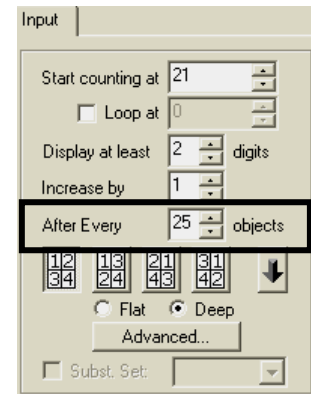 Input
Start counting at 21
Loop at 0
Display at least 2 digits
Increase by 1
After Every 25 objects
12 13 21 31
34 24 43 42
Flat Deep
Advanced...
Subst. Set: